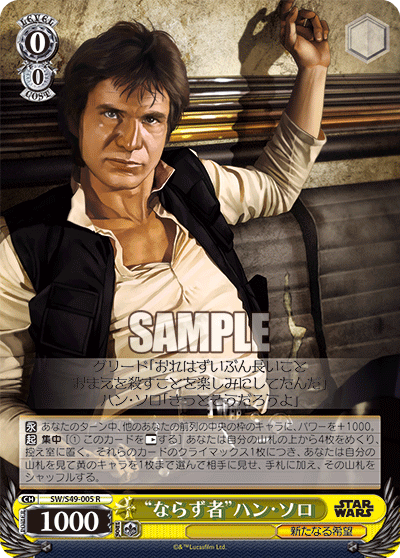 LEVEL
0
0
COST
SAMPLE
グリード「おれはずいぶん長いこと
おまえを殺すことを楽しみにしてたんだ」
ハン・ソロ「きっとそうだろうよ」
永 あなたのターン中、他のあなたの前列の中央の枠のキャラに、パワーを+1000。
起 集中 [① このカードを する] あなたは自分の山札の上から4枚をめくり、
控え室に置く。それらのカードのクライマックス1枚につき、あなたは自分の
山札を見て黄のキャラを1枚まで選んで相手に見せ、手札に加え、その山札を
シャッフルする。
CH SW/S49-005 R
POWER
1000
“ならず者”ハン・ソロ
STAR
WARS
新たなる希望
©&™Lucasfilm Ltd.